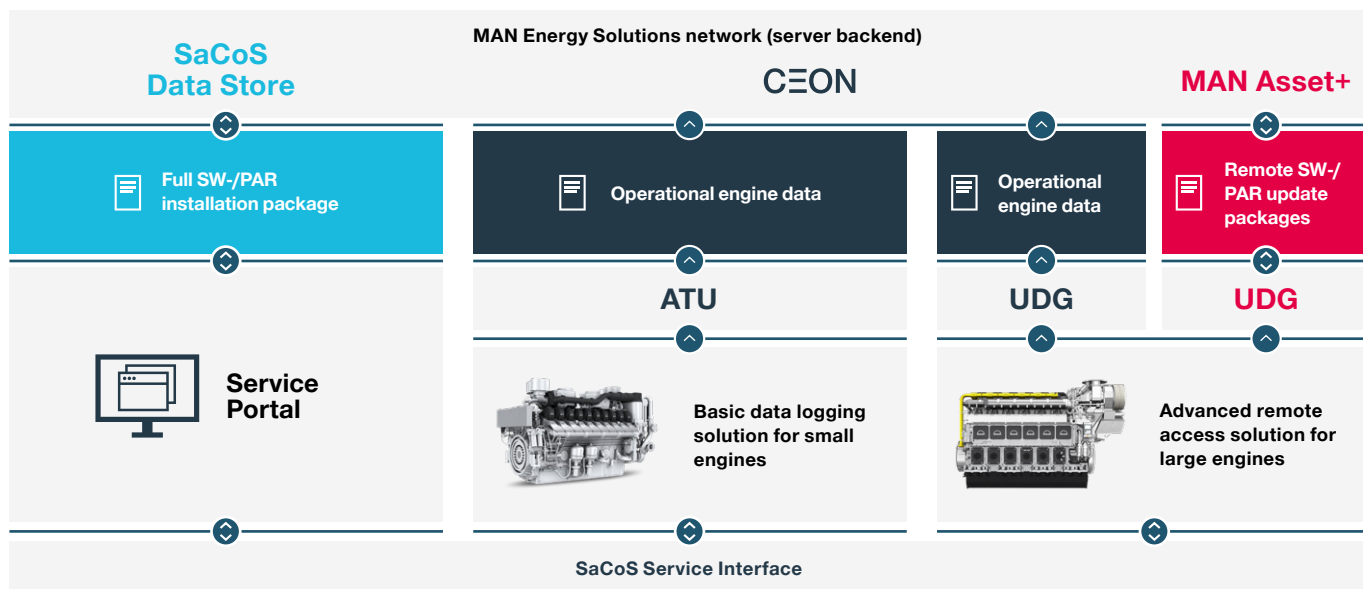 MAN Energy Solutions network (server backend)
SaCoS
Data Store
CEON
MAN Asset+
Full SW-/PAR
installation package
Operational engine data
Operational
engine data
Remote SW-/
PAR update
packages
ATU
UDG
UDG
Service
Portal
Basic data logging
solution for small
engines
Advanced remote
access solution for
large engines
SaCoS Service Interface